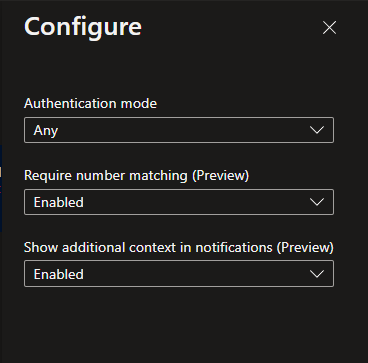 Configure
Authentication mode
Any
Require number matching (Preview)
Enabled
Show additional context in notifications (Preview)
Enabled